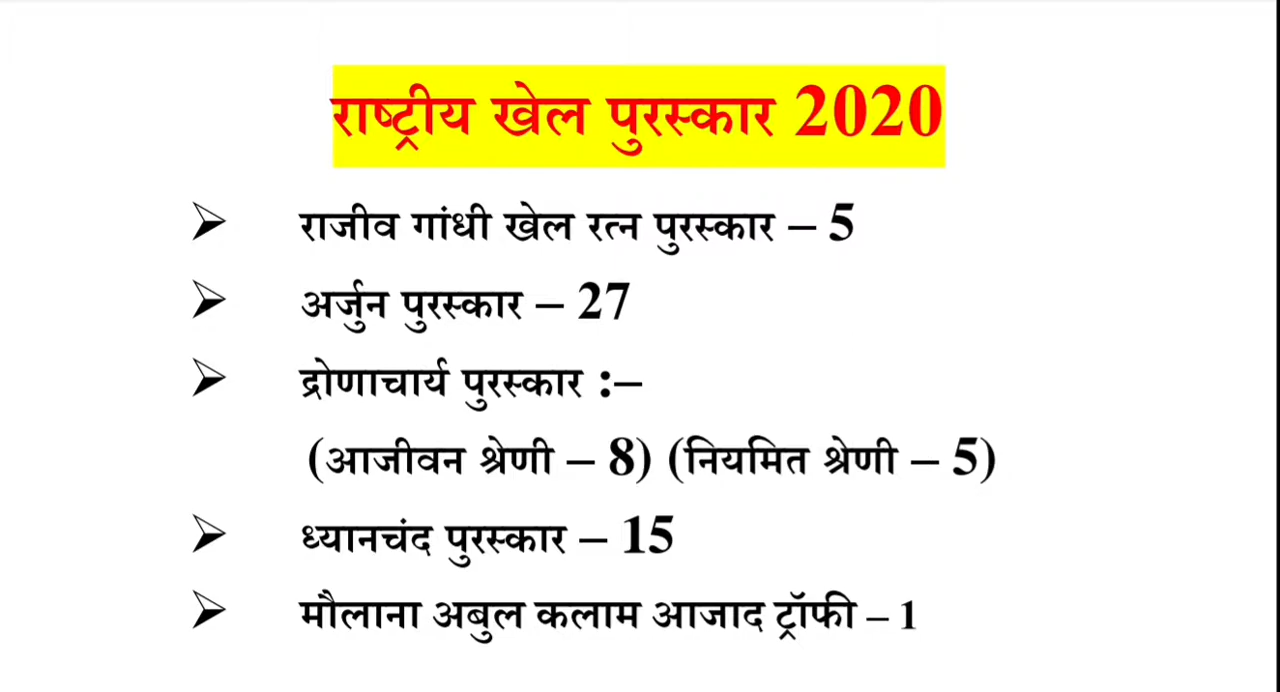 राष्ट्रीय खेल पुरस्कार 2020
➢ राजीव गांधी खेल रत्न पुरस्कार – 5
➢ अर्जुन पुरस्कार – 27
➢ द्रोणाचार्य पुरस्कार :–
(आजीवन श्रेणी – 8) (नियमित श्रेणी – 5)
➢ ध्यानचंद पुरस्कार – 15
➢ मौलाना अबुल कलाम आजाद ट्रॉफी – 1